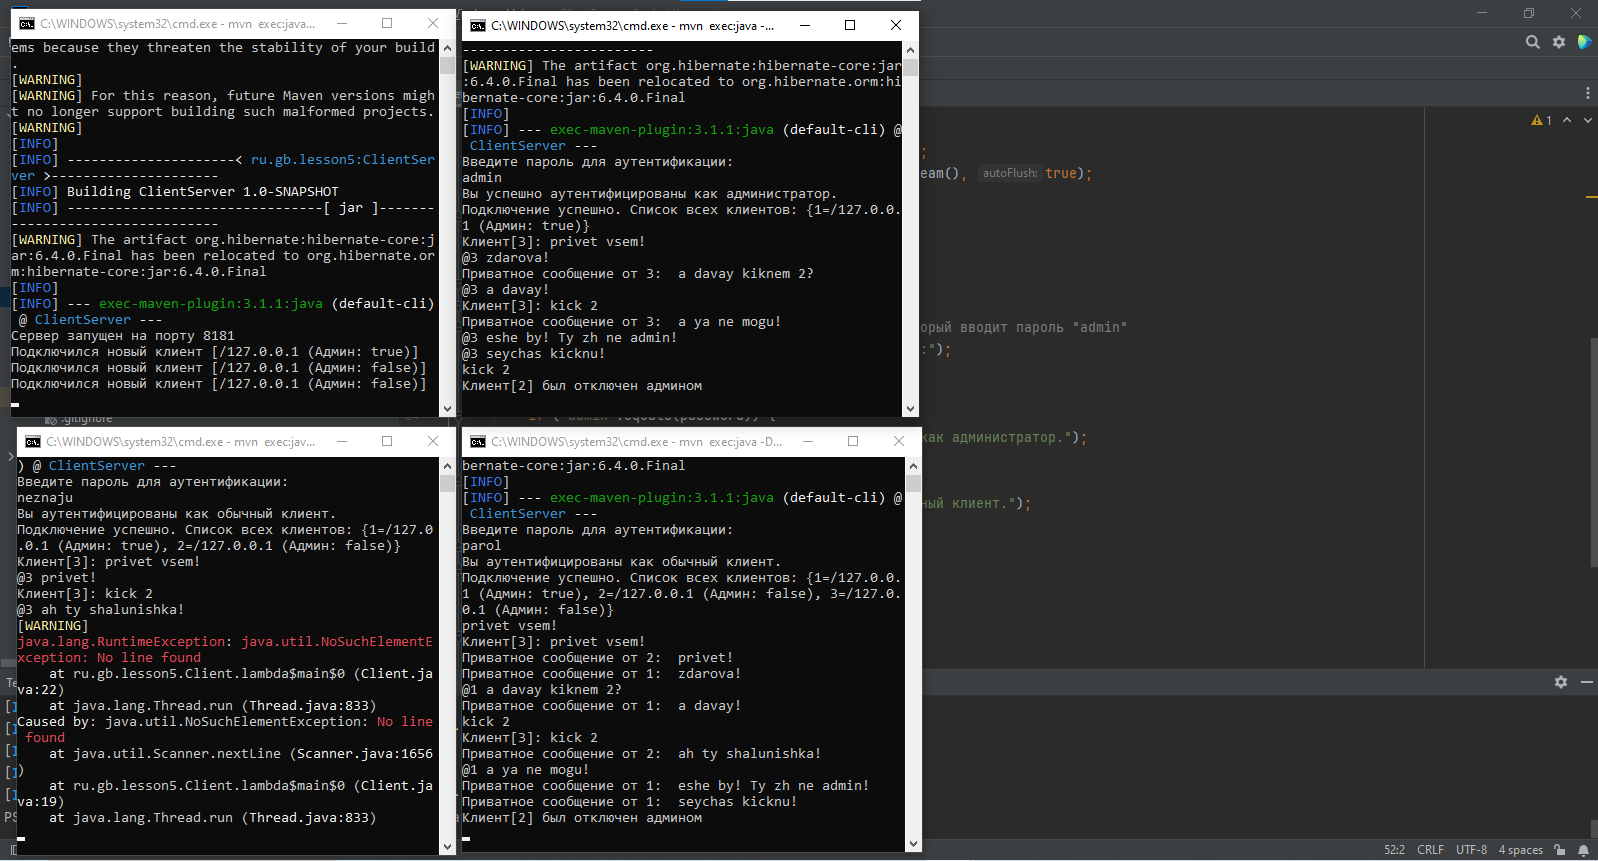 C:\WINDOWS\system32\cmd.exe - mvn  exec:java...
ems because they threaten the stability of your build
.
[WARNING]
[WARNING] For this reason, future Maven versions migh
t no longer support building such malformed projects.
[WARNING]
[INFO]
[INFO] ---------------------< ru.gb.lesson5:ClientSer
ver >---------------------
[INFO] Building ClientServer 1.0-SNAPSHOT
[INFO] --------------------------------[ jar ]-------
--------------------------
[WARNING] The artifact org.hibernate:hibernate-core:j
ar:6.4.0.Final has been relocated to org.hibernate.or
m:hibernate-core:jar:6.4.0.Final
[INFO]
[INFO] --- exec-maven-plugin:3.1.1:java (default-cli)
 @ ClientServer ---
Сервер запущен на порту 8181
Подключился новый клиент [/127.0.0.1 (Админ: true)]
Подключился новый клиент [/127.0.0.1 (Админ: false)]
Подключился новый клиент [/127.0.0.1 (Админ: false)]
C:\WINDOWS\system32\cmd.exe - mvn  exec:java -...
------------------------
[WARNING] The artifact org.hibernate:hibernate-core:jar
:6.4.0.Final has been relocated to org.hibernate.orm:hi
bernate-core:jar:6.4.0.Final
[INFO]
[INFO] --- exec-maven-plugin:3.1.1:java (default-cli) @
 ClientServer ---
Введите пароль для аутентификации:
admin
Вы успешно аутентифицированы как администратор.
Подключение успешно. Список всех клиентов: {1=/127.0.0.
1 (Админ: true)}
Клиент[3]: privet vsem!
@3 zdarova!
Приватное сообщение от 3:  a davay kiknem 2?
@3 a davay!
Клиент[3]: kick 2
Приватное сообщение от 3:  a ya ne mogu!
@3 eshe by! Ty zh ne admin!
@3 seychas kicknu!
kick 2
Клиент[2] был отключен админом
1
;
eam(), autoFlush: true);
орый вводит пароль "admin"
:");
.gitignore
как администратор.");
ный клиент.");
C:\WINDOWS\system32\cmd.exe - mvn  exec:jav...
) @ ClientServer ---
Введите пароль для аутентификации:
neznaju
Вы аутентифицированы как обычный клиент.
Подключение успешно. Список всех клиентов: {1=/127.0
.0.1 (Админ: true), 2=/127.0.0.1 (Админ: false)}
Клиент[3]: privet vsem!
@3 privet!
Клиент[3]: kick 2
@3 ah ty shalunishka!
[WARNING]
java.lang.RuntimeException: java.util.NoSuchElementE
xception: No line found
    at ru.gb.lesson5.Client.lambda$main$0 (Client.ja
va:22)
    at java.lang.Thread.run (Thread.java:833)
Caused by: java.util.NoSuchElementException: No line
 found
    at java.util.Scanner.nextLine (Scanner.java:1656
)
    at ru.gb.lesson5.Client.lambda$main$0 (Client.ja
va:19)
    at java.lang.Thread.run (Thread.java:833)
C:\WINDOWS\system32\cmd.exe - mvn  exec:java -D...
bernate-core:jar:6.4.0.Final
[INFO]
[INFO] --- exec-maven-plugin:3.1.1:java (default-cli) @
 ClientServer ---
Введите пароль для аутентификации:
parol
Вы аутентифицированы как обычный клиент.
Подключение успешно. Список всех клиентов: {1=/127.0.0.
1 (Админ: true), 2=/127.0.0.1 (Админ: false), 3=/127.0.
0.1 (Админ: false)}
privet vsem!
Клиент[3]: privet vsem!
Приватное сообщение от 2:  privet!
Приватное сообщение от 1:  zdarova!
@1 a davay kiknem 2?
Приватное сообщение от 1:  a davay!
kick 2
Клиент[3]: kick 2
Приватное сообщение от 2:  ah ty shalunishka!
@1 a ya ne mogu!
Приватное сообщение от 1:  eshe by! Ty zh ne admin!
Приватное сообщение от 1:  seychas kicknu!
Клиент[2] был отключен админом
Te
PS
52:2 CRLF UTF-8 4 spaces